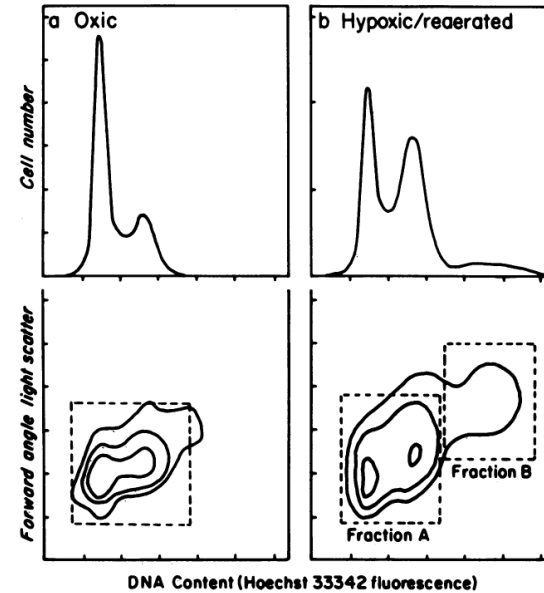 a Oxic
b Hypoxic/reaerated
Cell number
Forward angle light scatter
Fraction B
Fraction A
DNA Content (Hoechst 33342 fluorescence)